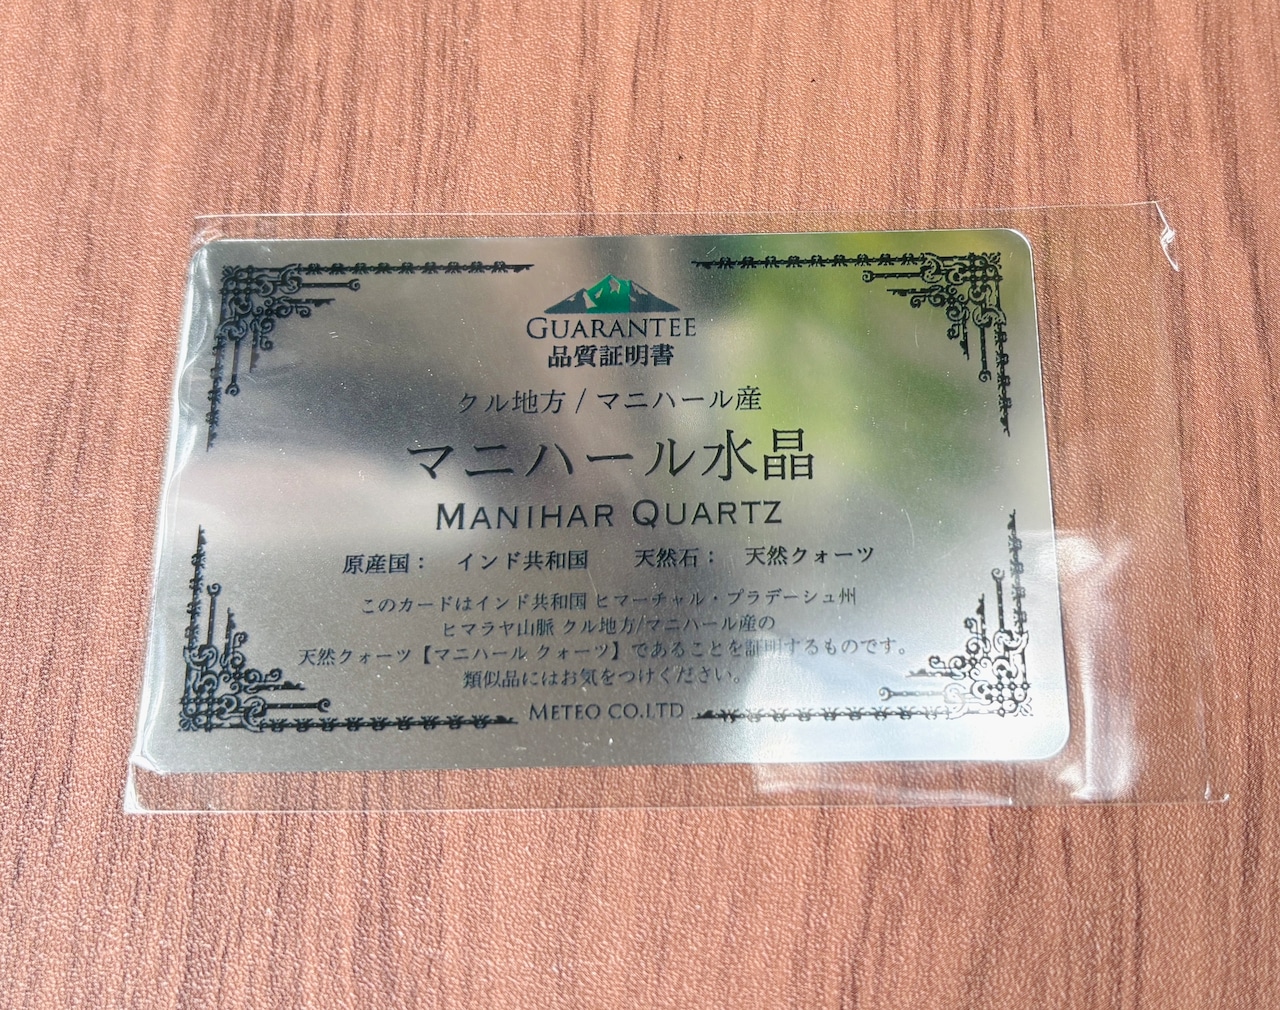 GUARANTEE
品質証明書
クル地方 / マニハール産
マニハール水晶
MANIHAR QUARTZ
原産国： インド共和国 天然石： 天然クォーツ
このカードはインド共和国 ヒマーチャル・プラデーシュ州
ヒマラヤ山脈 クル地方/マニハール産の
天然クォーツ【マニハール クォーツ】であることを証明するものです。
類似品にはお気をつけください。
METEO CO.LTD